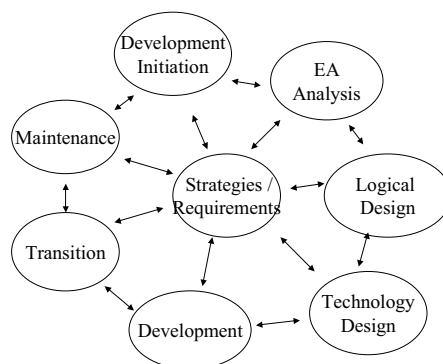 Development
Initiation
EA
Analysis
Maintenance
Strategies /
Requirements
Logical
Design
Transition
Technology
Design
Development